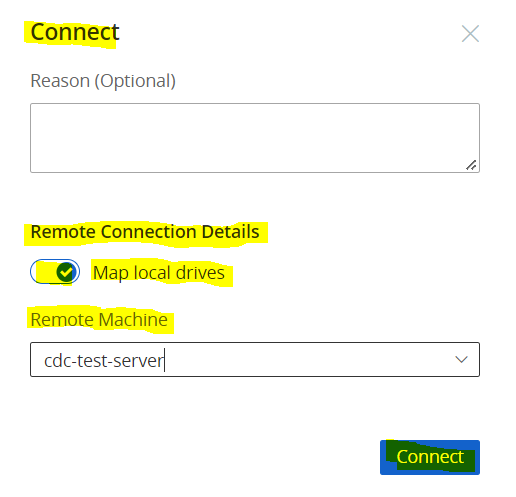 Connect
Reason (Optional)
Remote Connection Details
Map local drives
Remote Machine
cdc-test-server
Connect